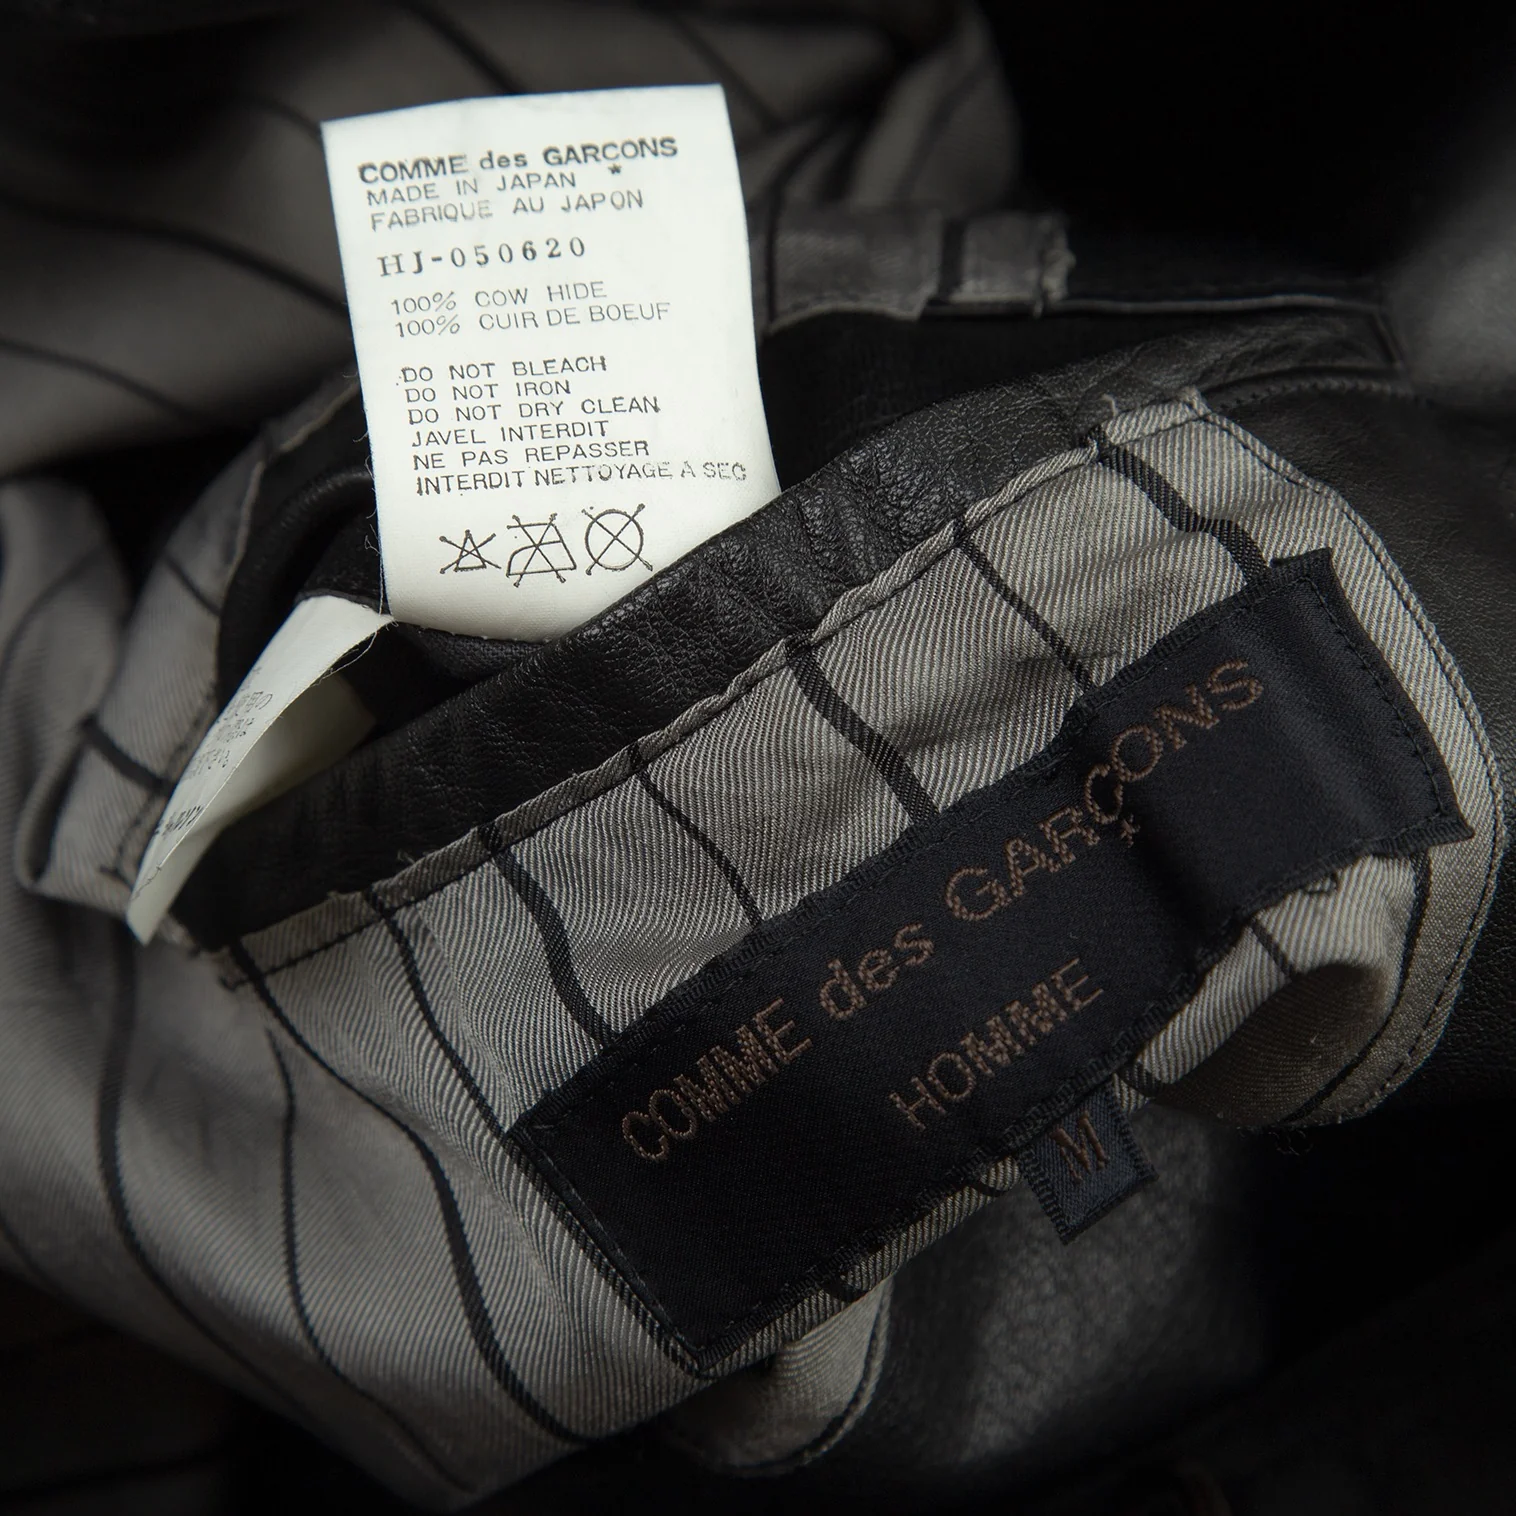 COMME des GARCONS
MADE IN JAPAN *
FABRIQUE AU JAPON
HJ-050620
100% COW HIDE
100% CUIR DE BOEUF
DO NOT BLEACH
DO NOT IRON
DO NOT DRY CLEAN
JAVEL INTERDIT
NE PAS REPASSER
INTERDIT NETTOYAGE A SEC
COMME des GARÇONS
HOMME
M